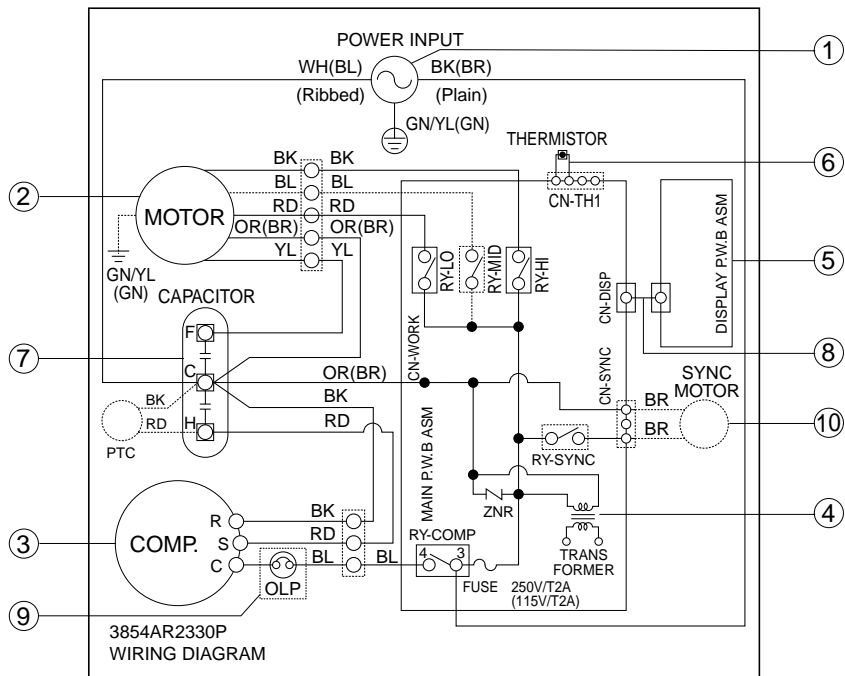 POWER INPUT
WH(BL)
BK(BR)
(Ribbed)
(Plain)
GN/YL(GN)
1
THERMISTOR
6
CN-TH1
BK
BK
BL
BL
RD
RD
OR(BR)
OR(BR)
YL
YL
2
MOTOR
GN/YL
(GN)
RY-LO
RY-MID
RY-HI
CN-DISP
DISPLAY P.W.B ASM
5
8
CAPACITOR
7
F
C
H
BK
RD
PTC
OR(BR)
BK
RD
CN-WORK
MAIN P.W.B ASM
CN-SYNC
SYNC
MOTOR
BR
BR
10
RY-SYNC
ZNR
4
TRANS
FORMER
3
COMP.
R
S
C
BK
RD
BL
BL
OLP
9
RY-COMP
4
3
FUSE
250V/T2A
(115V/T2A)
3854AR2330P
WIRING DIAGRAM